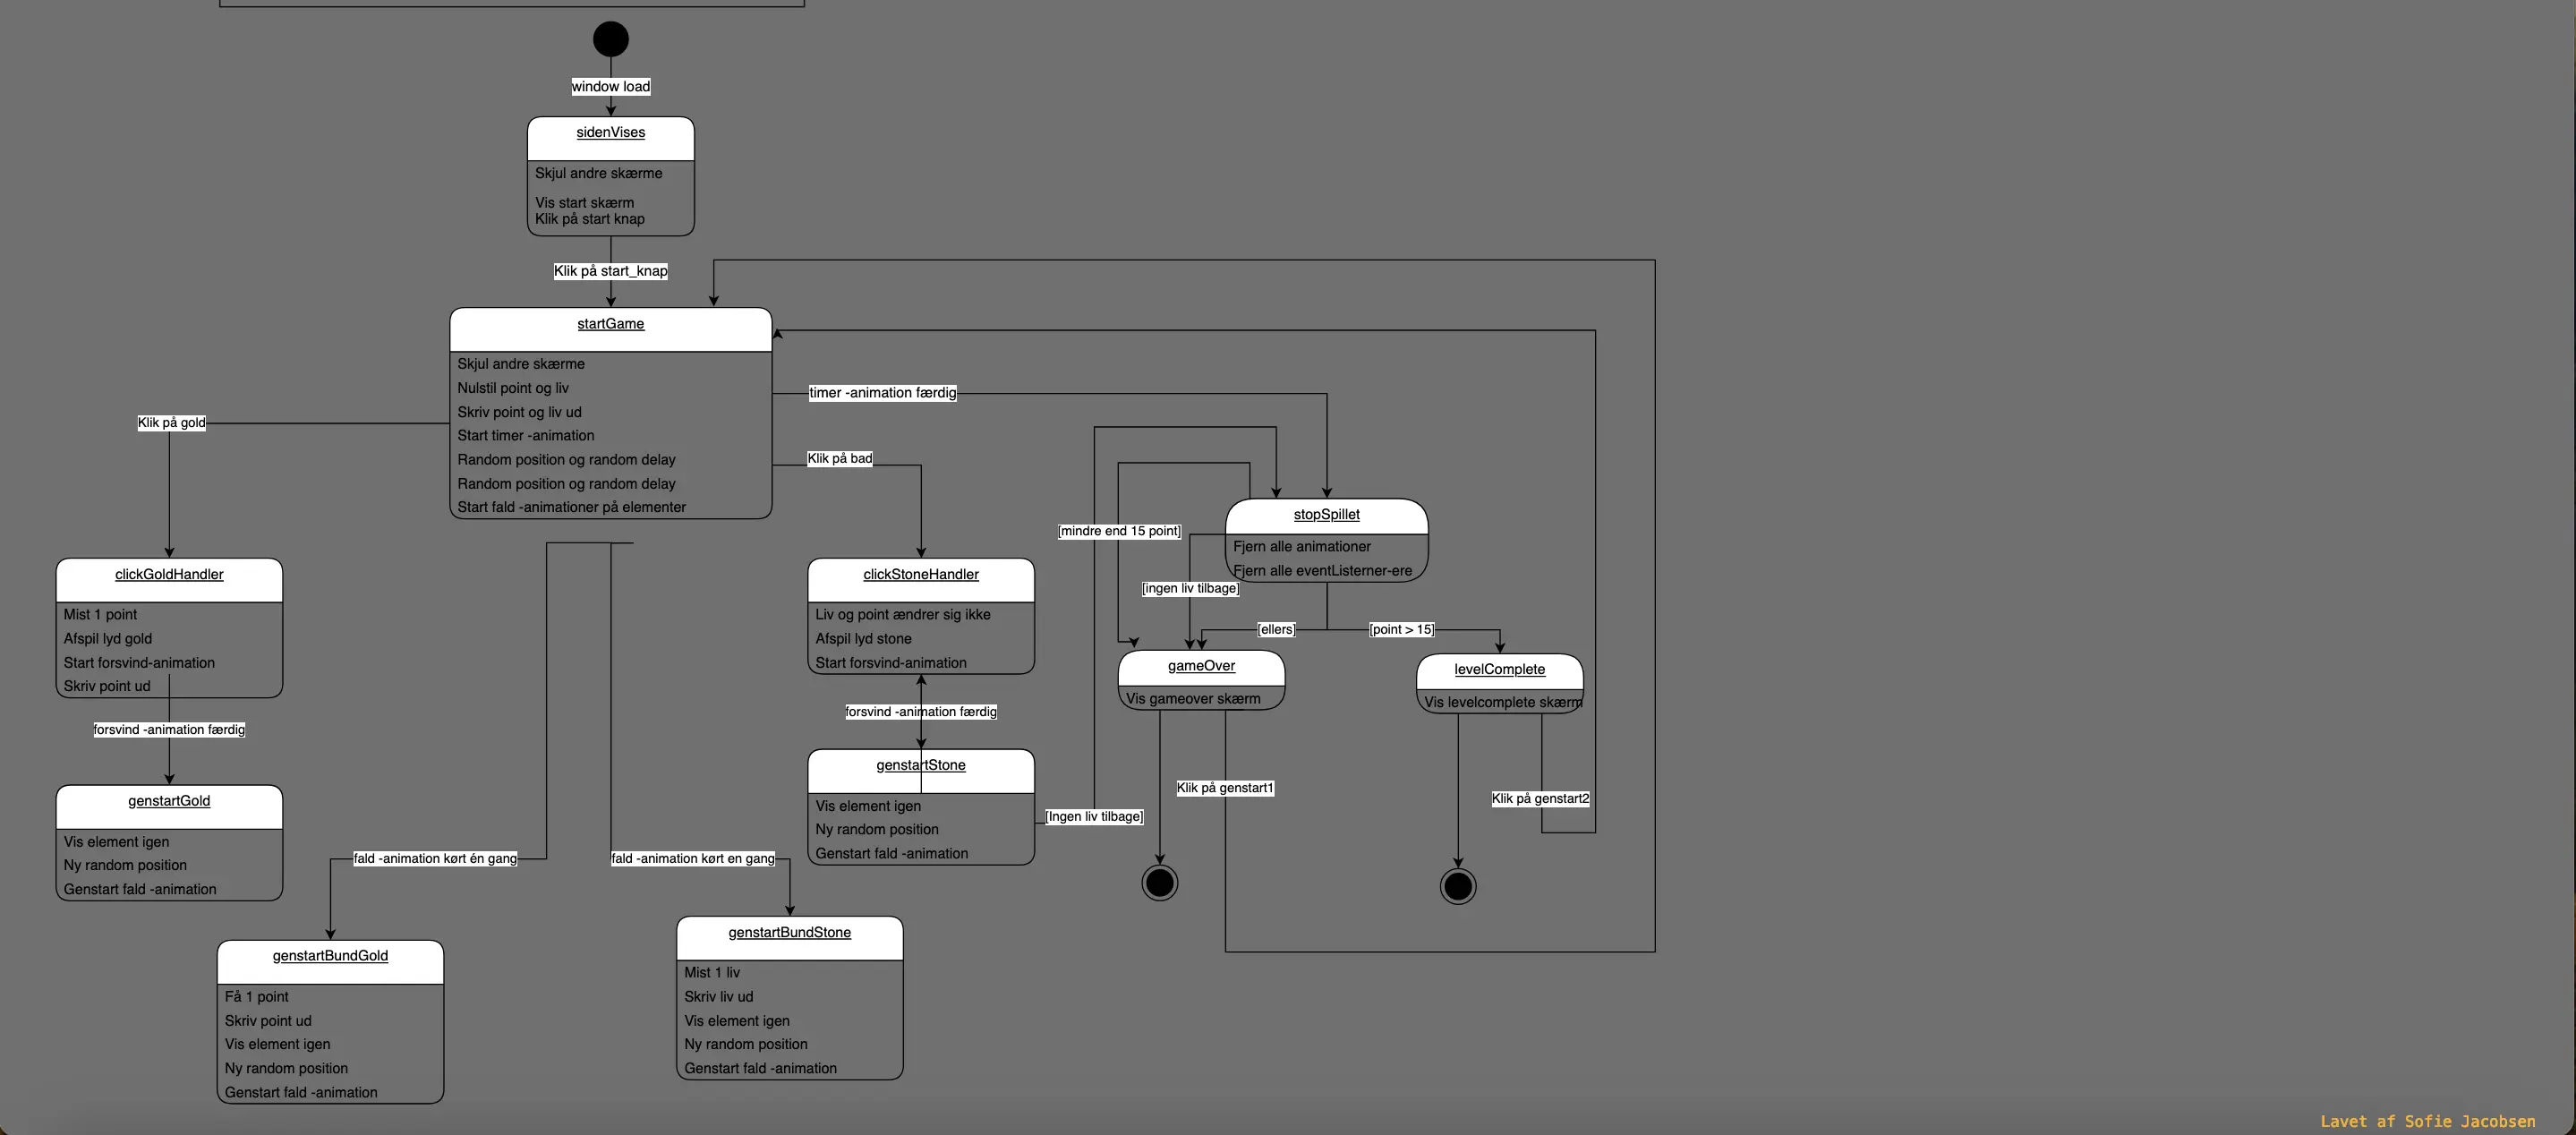 window load
sidenVises
Skjul andre skærme
Vis start skærm
Klik på start knap
Klik på start_knap
startGame
Skjul andre skærme
Nulstil point og liv
Skriv point og liv ud
Start timer -animation
Random position og random delay
Random position og random delay
Start fald -animationer på elementer
timer -animation færdig
Klik på gold
Klik på bad
stopSpillet
Fjern alle animationer
Fjern alle eventListerner-ere
[mindre end 15 point]
[ingen liv tilbage]
[ellers]
[point > 15]
clickGoldHandler
Mist 1 point
Afspil lyd gold
Start forsvind-animation
Skriv point ud
clickStoneHandler
Liv og point ændrer sig ikke
Afspil lyd stone
Start forsvind-animation
gameOver
Vis gameover skærm
levelComplete
Vis levelcomplete skærm
forsvind -animation færdig
forsvind -animation færdig
genstartGold
Vis element igen
Ny random position
Genstart fald -animation
genstartStone
Vis element igen
Ny random position
Genstart fald -animation
[Ingen liv tilbage]
Klik på genstart1
Klik på genstart2
fald -animation kørt én gang
fald -animation kørt en gang
genstartBundGold
Få 1 point
Skriv point ud
Vis element igen
Ny random position
Genstart fald -animation
genstartBundStone
Mist 1 liv
Skriv liv ud
Vis element igen
Ny random position
Genstart fald -animation
Lavet af Sofie Jacobsen